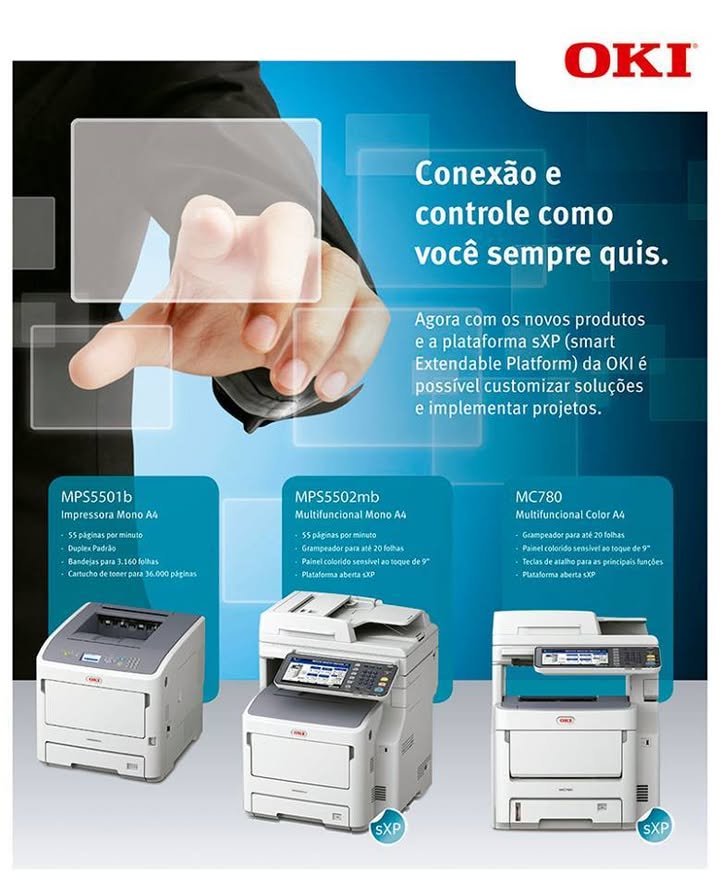 OKI
Conexão e
controle como
você sempre quis.
Agora com os novos produtos
e a plataforma sXP (smart
Extendable Platform) da OKI é
possível customizar soluções
e implementar projetos.
MPS5501b
Impressora Mono A4
· 55 páginas por minuto
· Duplex Padrão
· Bandejas para 3.160 folhas
· Cartucho de toner para 36.000 páginas
MPS5502mb
Multifuncional Mono A4
· 55 páginas por minuto
· Grampeador para até 20 folhas
· Painel colorido sensível ao toque de 9"
· Plataforma aberta sXP
MC780
Multifuncional Color A4
· Grampeador para até 20 folhas
· Painel colorido sensível ao toque de 9"
· Teclas de atalho para as principais funções
· Plataforma aberta sXP
OKI
OKI
OKI
MC780
sXP
sXP